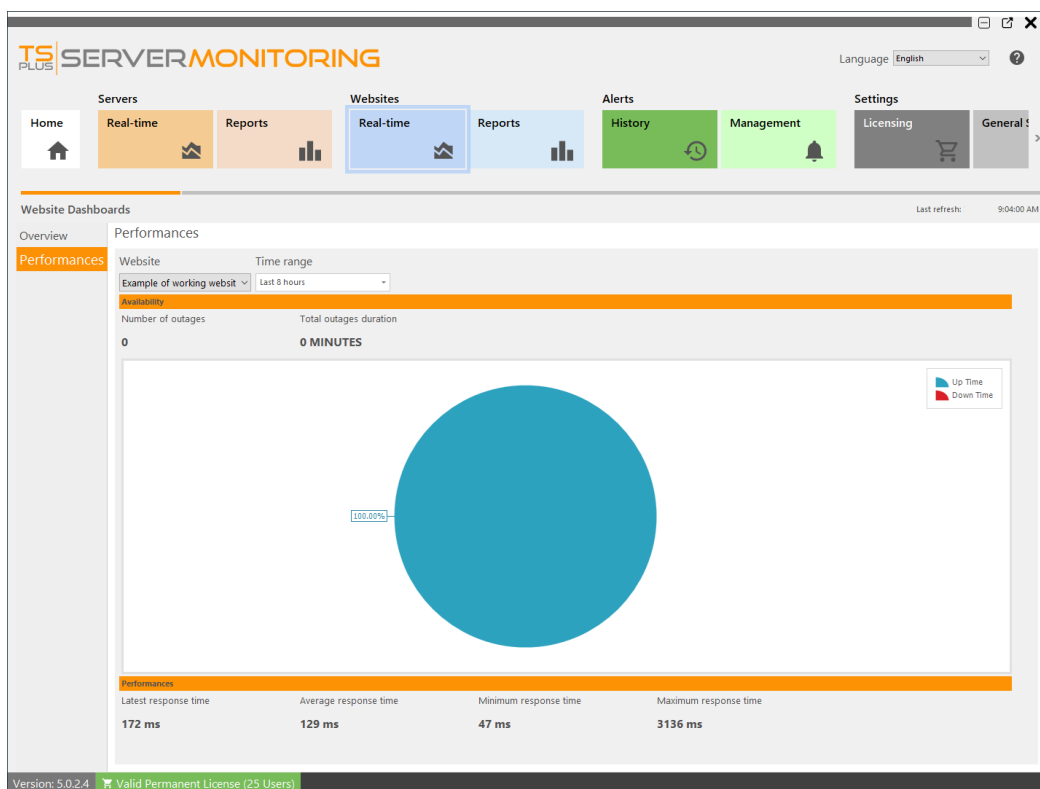 TSPLUS SERVERMONITORING
Language English
Servers Websites Alerts Settings
Home Real-time Reports Real-time Reports History Management Licensing General S
Website Dashboards Last refresh: 9:04:00 AM
Overview
Performances
Performances
Website Time range
Example of working websit Last 8 hours
Availability
Number of outages Total outages duration
0 0 MINUTES
Up Time
Down Time
100.00%
Performances
Latest response time Average response time Minimum response time Maximum response time
172 ms 129 ms 47 ms 3136 ms
Version: 5.0.2.4 Valid Permanent License (25 Users)